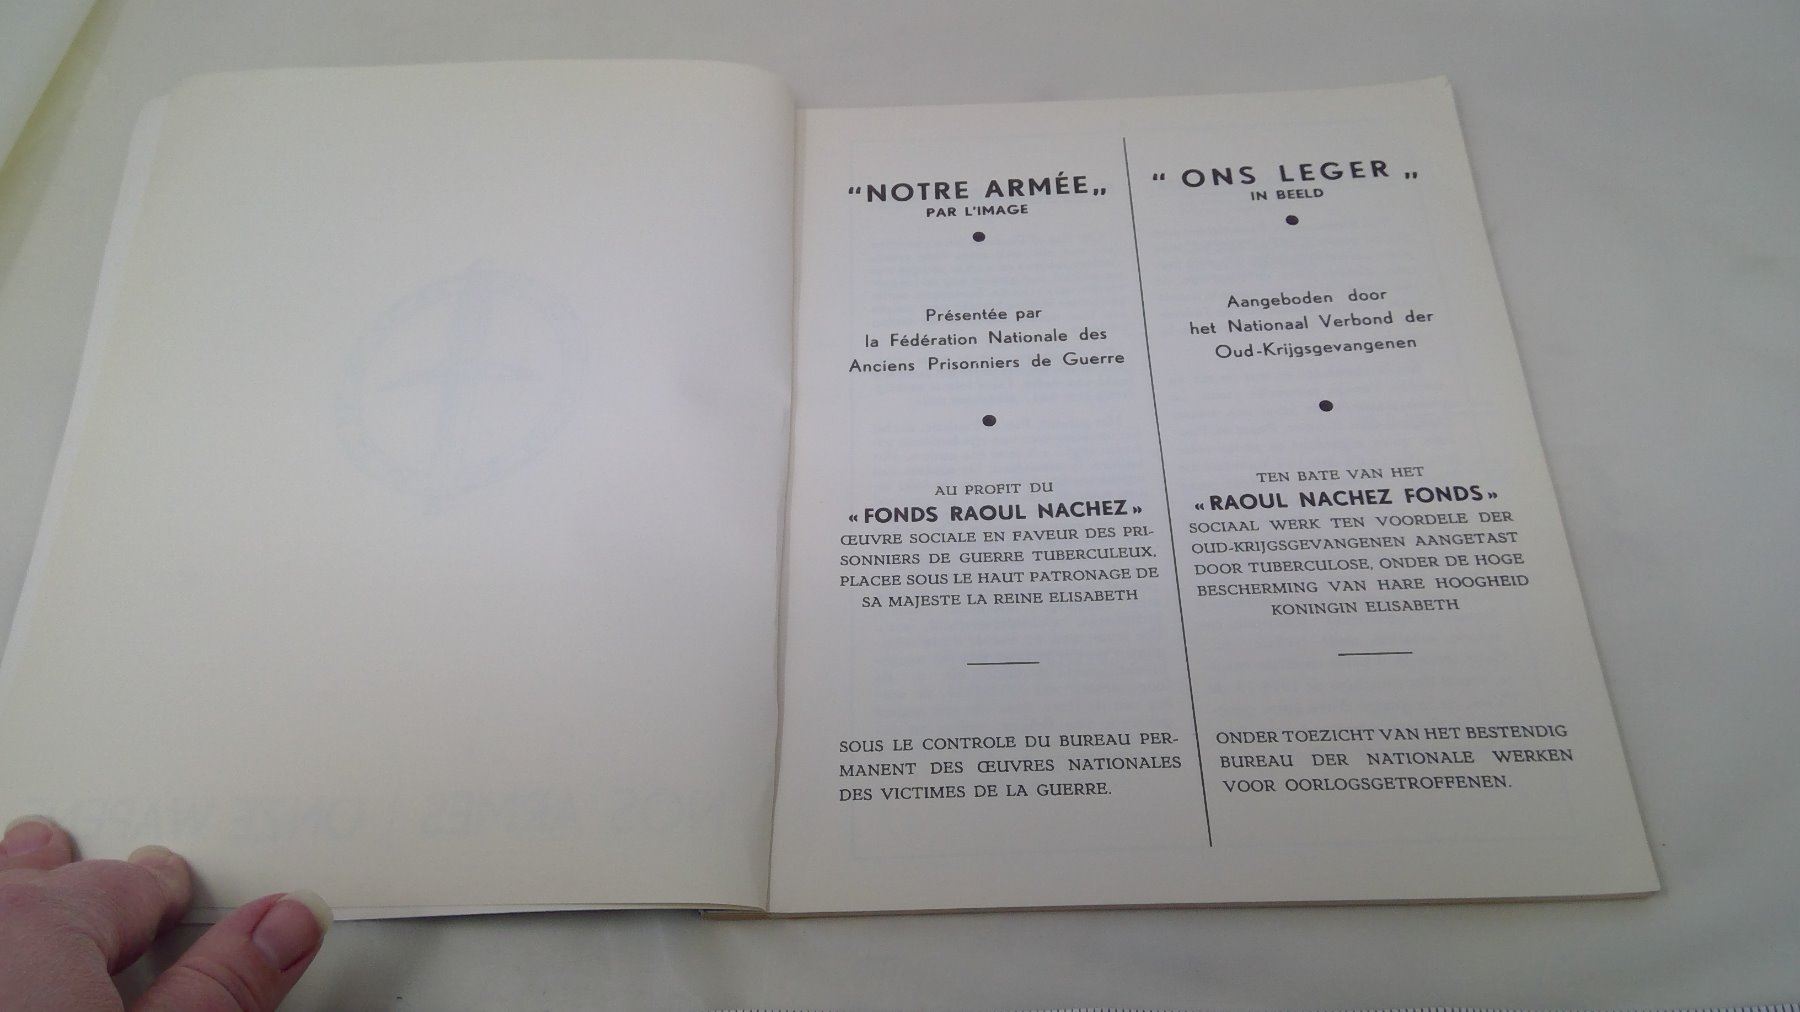 “NOTRE ARMÉE„
PAR L'IMAGE
Présentée par
la Fédération Nationale des
Anciens Prisonniers de Guerre
AU PROFIT DU
« FONDS RAOUL NACHEZ »
ŒUVRE SOCIALE EN FAVEUR DES PRI-
SONNIERS DE GUERRE TUBERCULEUX,
PLACEE SOUS LE HAUT PATRONAGE DE
SA MAJESTE LA REINE ELISABETH
SOUS LE CONTROLE DU BUREAU PER-
MANENT DES ŒUVRES NATIONALES
DES VICTIMES DE LA GUERRE.
“ ONS LEGER „
IN BEELD
Aangeboden door
het Nationaal Verbond der
Oud-Krijgsgevangenen
TEN BATE VAN HET
« RAOUL NACHEZ FONDS »
SOCIAAL WERK TEN VOORDELE DER
OUD-KRIJGSGEVANGENEN AANGETAST
DOOR TUBERCULOSE, ONDER DE HOGE
BESCHERMING VAN HARE HOOGHEID
KONINGIN ELISABETH
ONDER TOEZICHT VAN HET BESTENDIG
BUREAU DER NATIONALE WERKEN
VOOR OORLOGSGETROFFENEN.